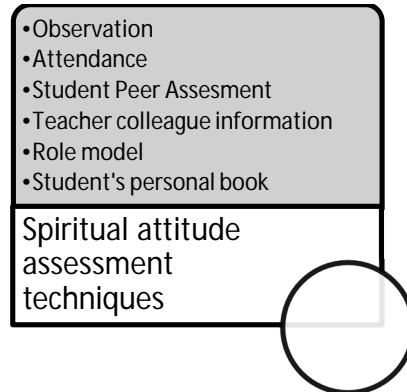 •Observation
•Attendance
•Student Peer Assesment
•Teacher colleague information
•Role model
•Student's personal book
Spiritual attitude
assessment
techniques